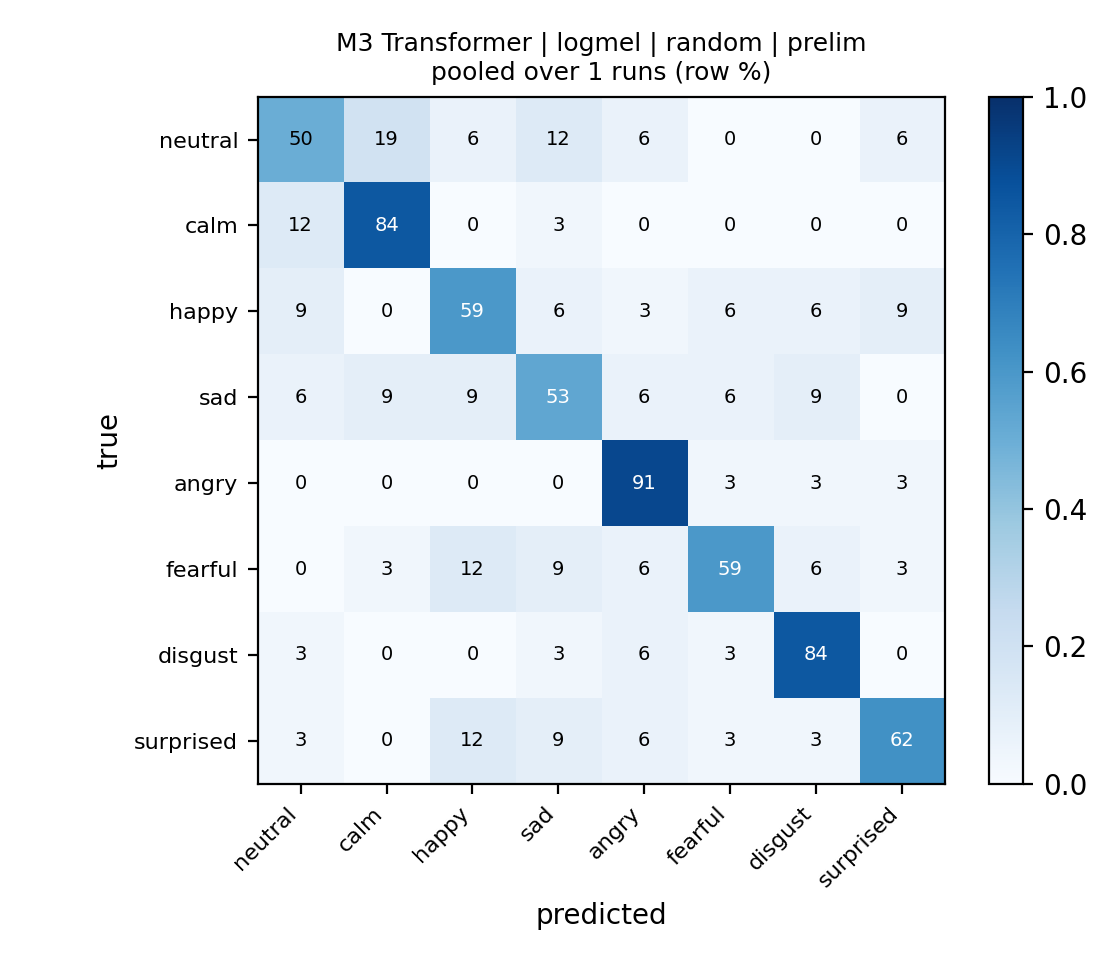 M3 Transformer | logmel | random | prelim
pooled over 1 runs (row %)
neutral 50 19 6 12 6 0 0 6
calm 12 84 0 3 0 0 0 0
happy 9 0 59 6 3 6 6 9
sad 6 9 9 53 6 6 9 0
angry 0 0 0 0 91 3 3 3
fearful 0 3 12 9 6 59 6 3
disgust 3 0 0 3 6 3 84 0
surprised 3 0 12 9 6 3 3 62
neutral calm happy sad angry fearful disgust surprised
predicted
true
1.0
0.8
0.6
0.4
0.2
0.0